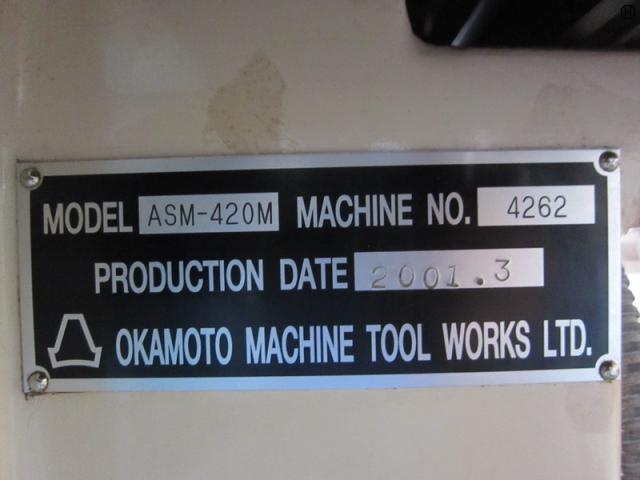 MODEL ASM-420M MACHINE NO. 4262
PRODUCTION DATE 2001.3
OKAMOTO MACHINE TOOL WORKS LTD.